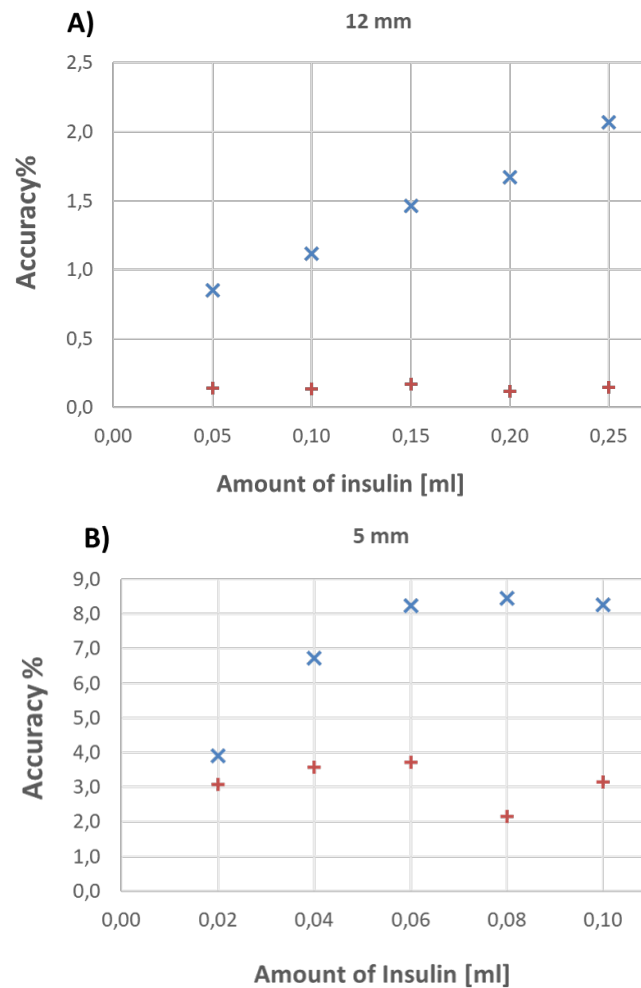 A)
12 mm
2,5
2,0
1,5
1,0
0,5
0,0
0,00 0,05 0,10 0,15 0,20 0,25
Accuracy%
Amount of insulin [ml]
B)
5 mm
9,0
8,0
7,0
6,0
5,0
4,0
3,0
2,0
1,0
0,0
0,00 0,02 0,04 0,06 0,08 0,10
Accuracy %
Amount of Insulin [ml]